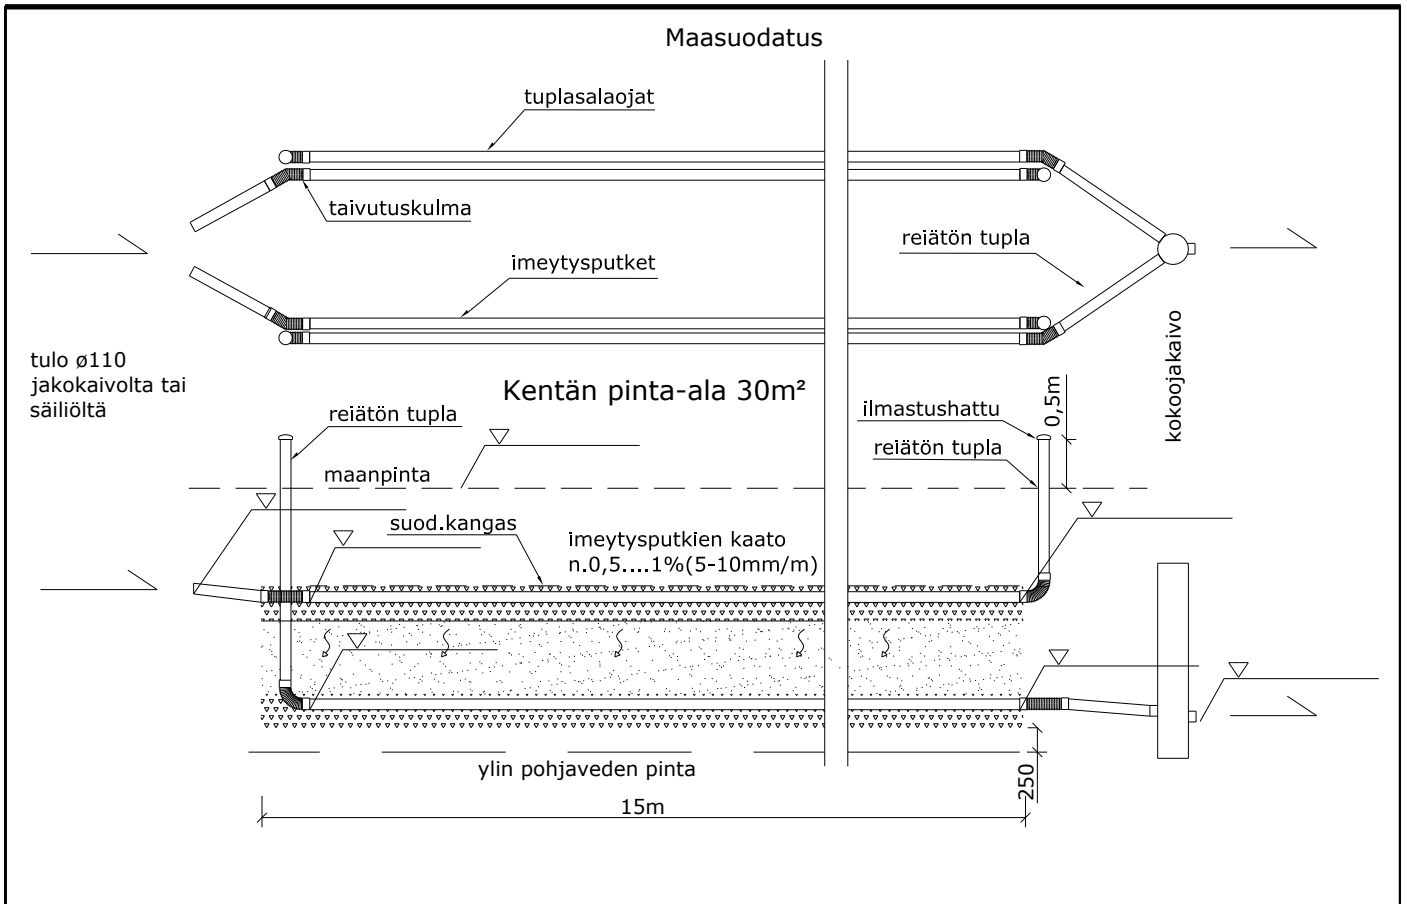 Maasuodatus
tuplasalaojat
taivutuskulma
reiätön tupla
imeytysputket
tulo ø110
jakokaivolta tai
säiliöltä
kokoojakaivo
Kentän pinta-ala 30m²
0,5m
reiätön tupla
ilmastushattu
reiätön tupla
maanpinta
suod.kangas
imeytysputkien kaato
n.0,5....1%(5-10mm/m)
ylin pohjaveden pinta
250
15m